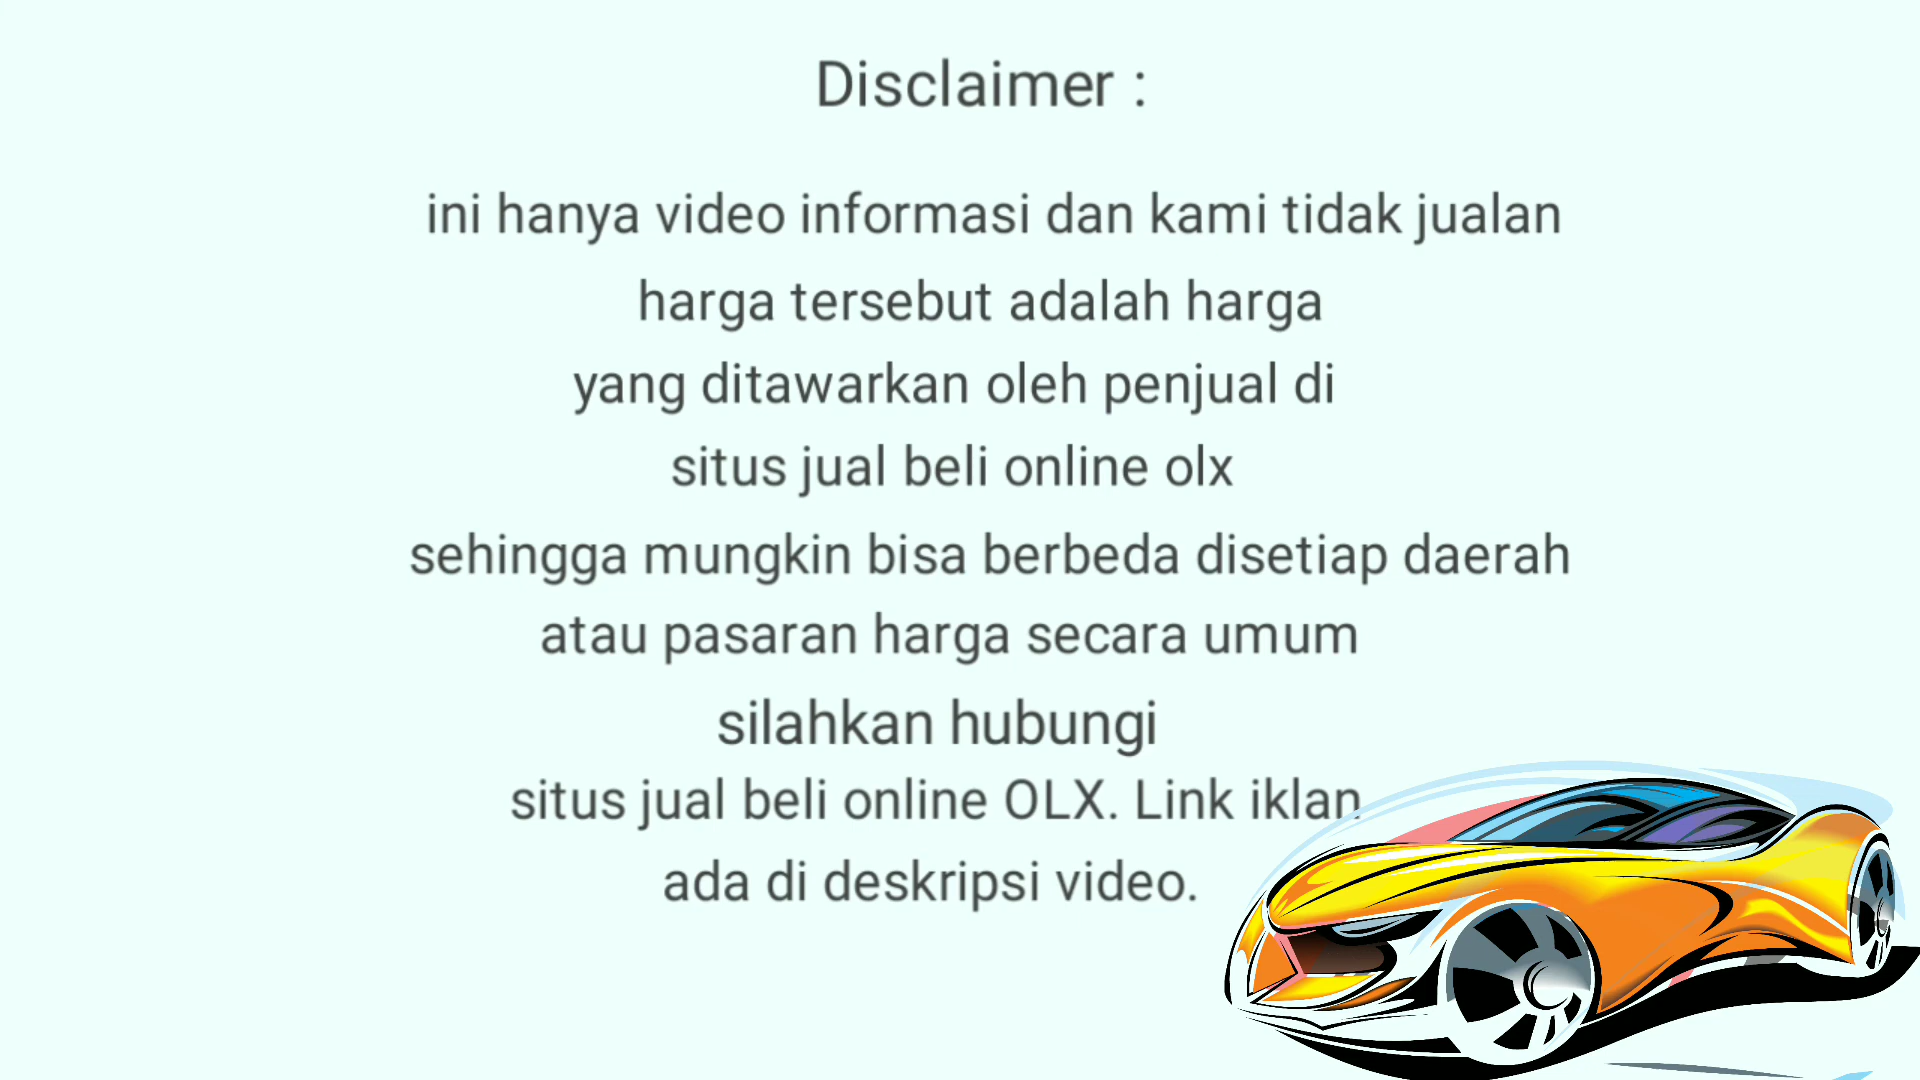 Disclaimer :
ini hanya video informasi dan kami tidak jualan
harga tersebut adalah harga
yang ditawarkan oleh penjual di
situs jual beli online olx
sehingga mungkin bisa berbeda disetiap daerah
atau pasaran harga secara umum
silahkan hubungi
situs jual beli online OLX. Link iklan
ada di deskripsi video.